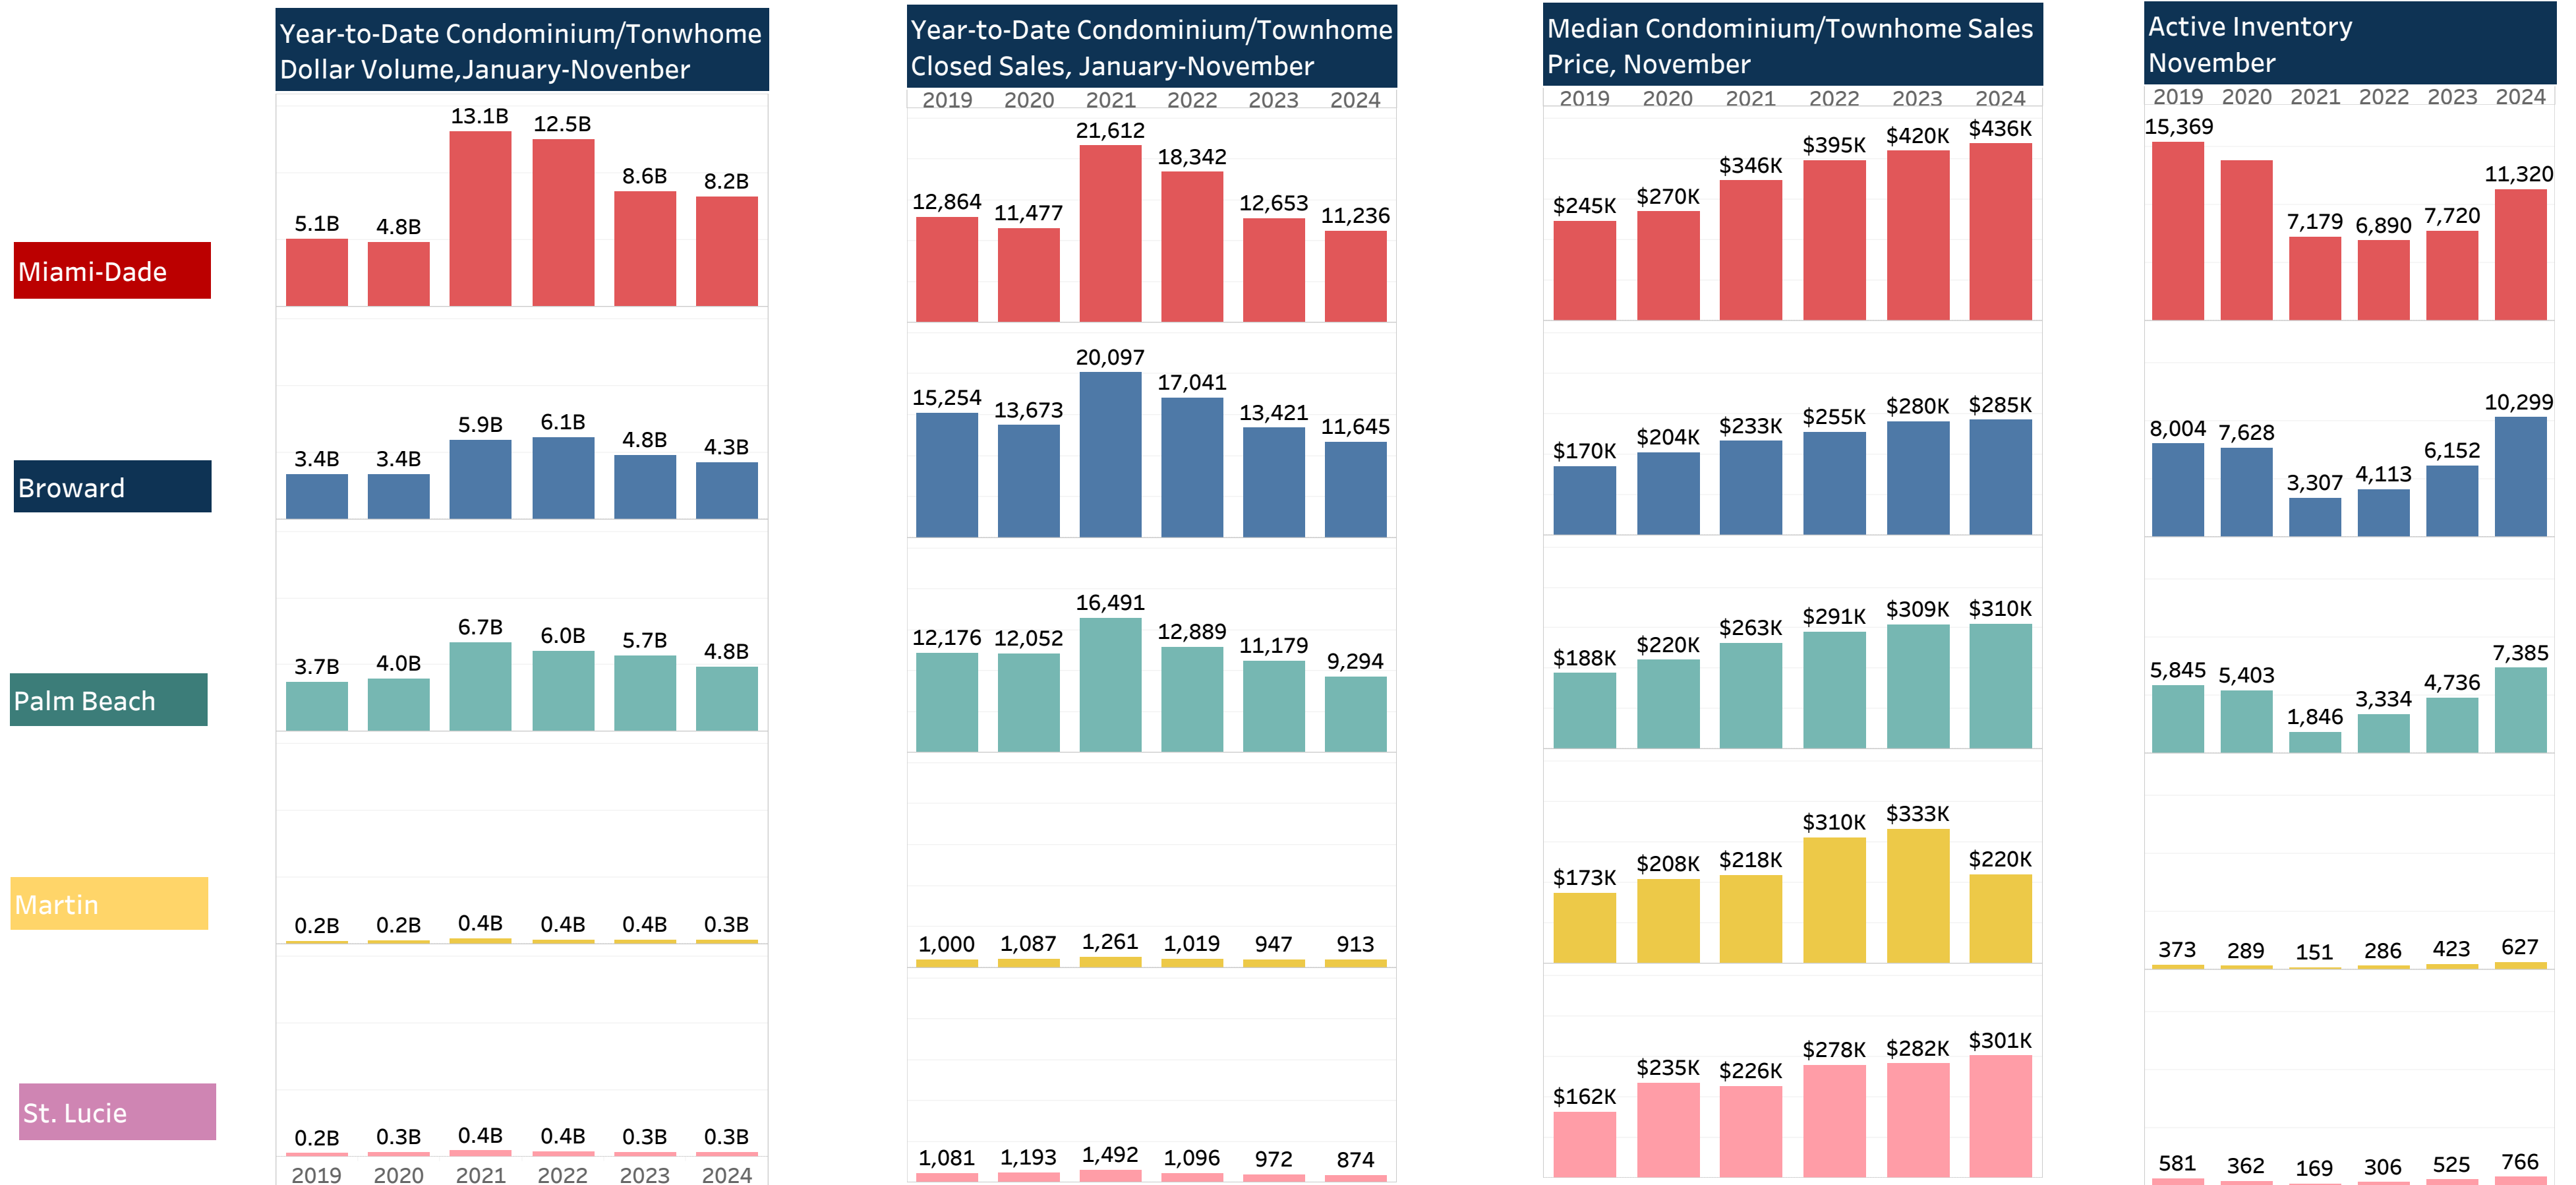 Year-to-Date Condominium/Tonwhome
Dollar Volume,January-Novenber
Year-to-Date Condominium/Townhome
Closed Sales, January-November
Median Condominium/Townhome Sales
Price, November
Active Inventory
November
2019 2020 2021 2022 2023 2024
2019 2020 2021 2022 2023 2024
2019 2020 2021 2022 2023 2024
Miami-Dade
5.1B 4.8B 13.1B 12.5B 8.6B 8.2B
12,864 11,477 21,612 18,342 12,653 11,236
$245K $270K $346K $395K $420K $436K
15,369 7,179 6,890 7,720 11,320
Broward
3.4B 3.4B 5.9B 6.1B 4.8B 4.3B
15,254 13,673 20,097 17,041 13,421 11,645
$170K $204K $233K $255K $280K $285K
8,004 7,628 3,307 4,113 6,152 10,299
Palm Beach
3.7B 4.0B 6.7B 6.0B 5.7B 4.8B
12,176 12,052 16,491 12,889 11,179 9,294
$188K $220K $263K $291K $309K $310K
5,845 5,403 1,846 3,334 4,736 7,385
Martin
0.2B 0.2B 0.4B 0.4B 0.4B 0.3B
1,000 1,087 1,261 1,019 947 913
$173K $208K $218K $310K $333K $220K
373 289 151 286 423 627
St. Lucie
0.2B 0.3B 0.4B 0.4B 0.3B 0.3B
1,081 1,193 1,492 1,096 972 874
$162K $235K $226K $278K $282K $301K
581 362 169 306 525 766
2019 2020 2021 2022 2023 2024